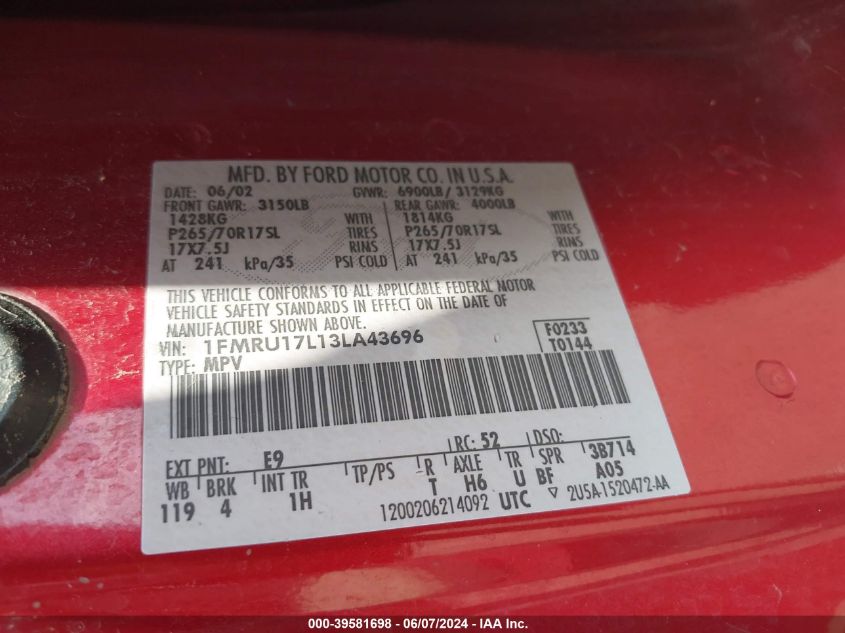 MFD. BY FORD MOTOR CO. IN U.S.A.
DATE: 06/02 GVWR: 6900LB / 3129KG
FRONT GAWR: 3150LB REAR GAWR: 4000LB
1428KG WITH 1814KG WITH
P265/70R17SL TIRES P265/70R17SL TIRES
17X7.5J RIMS 17X7.5J RIMS
AT 241 kPa/35 PSI COLD AT 241 kPa/35 PSI COLD
THIS VEHICLE CONFORMS TO ALL APPLICABLE FEDERAL MOTOR
VEHICLE SAFETY STANDARDS IN EFFECT ON THE DATE OF
MANUFACTURE SHOWN ABOVE.
VIN: 1FMRU17L13LA43696 F0233
TYPE: MPV T0144
EXT PNT: E9 RC: 52 DSO:
WB BRK INT TR TP/PS R AXLE TR SPR 3B714
119 4 1H T H6 U BF A05
1200206214092 UTC ▽ 2U5A-1520472-AA
000-39581698 - 06/07/2024 - IAA Inc.